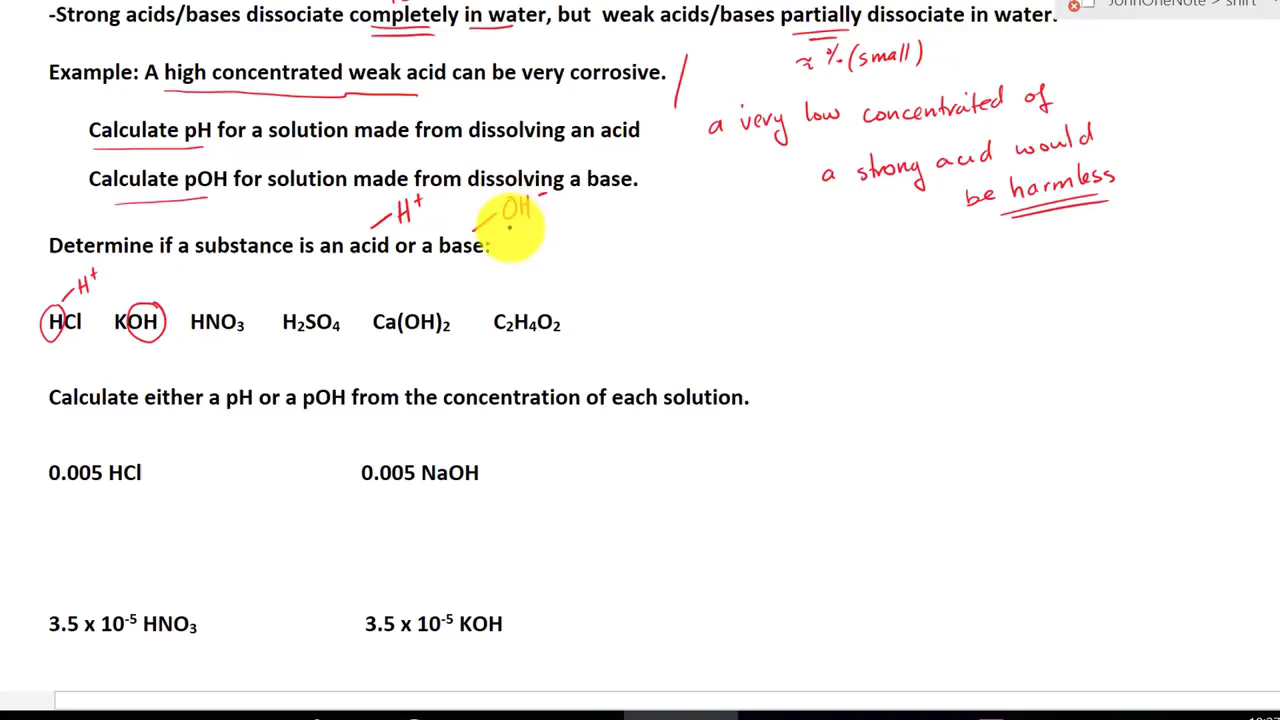 JohnOneNote > shirt
-Strong acids/bases dissociate completely in water, but weak acids/bases partially dissociate in water.
≈ % (small)
Example: A high concentrated weak acid can be very corrosive. /
a very low concentrated of
a strong acid would
be harmless
Calculate pH for a solution made from dissolving an acid
Calculate pOH for solution made from dissolving a base.
H⁺ OH⁻
Determine if a substance is an acid or a base:
H⁺
HCl KOH HNO₃ H₂SO₄ Ca(OH)₂ C₂H₄O₂
Calculate either a pH or a pOH from the concentration of each solution.
0.005 HCl 0.005 NaOH
3.5 x 10⁻⁵ HNO₃ 3.5 x 10⁻⁵ KOH